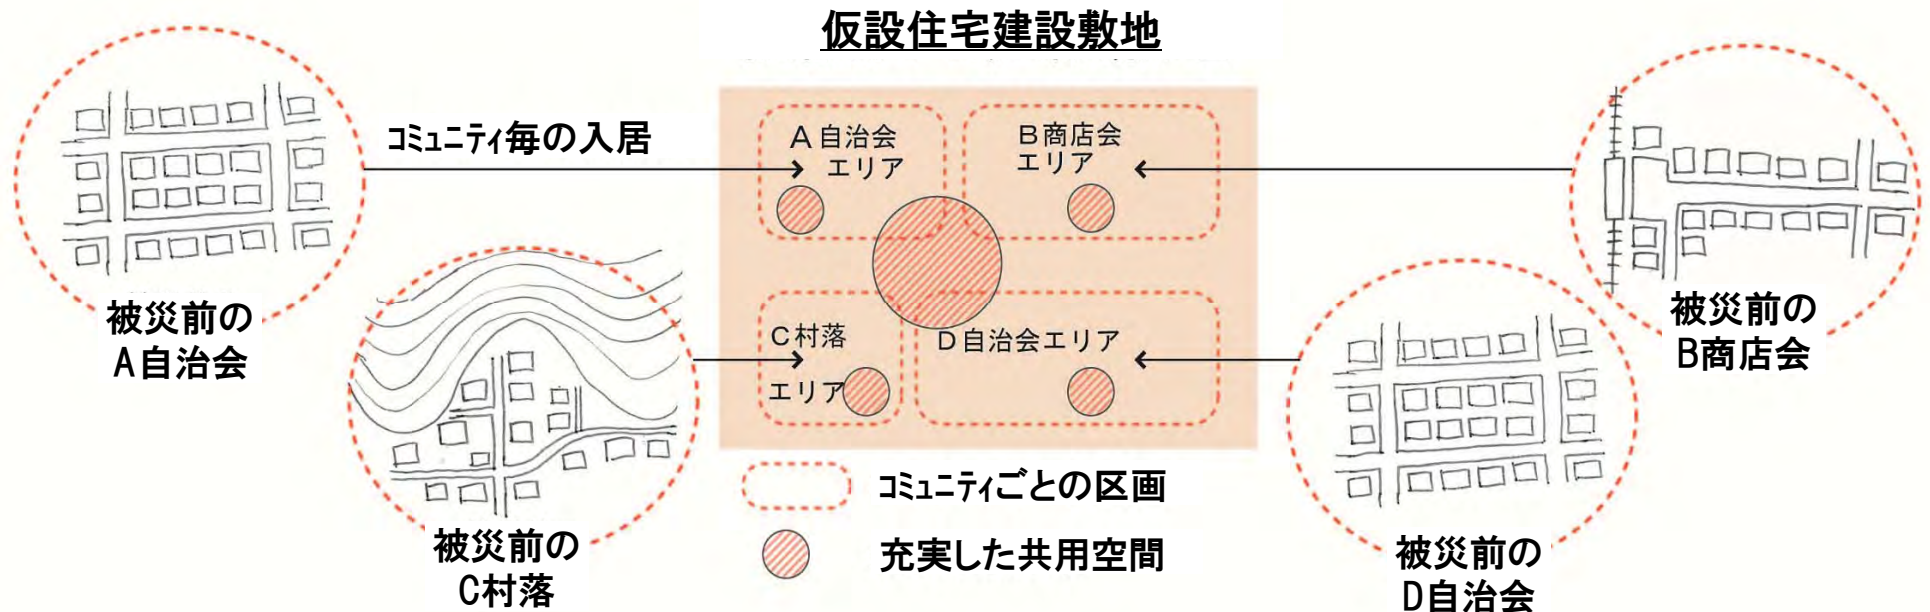 仮設住宅建設敷地
コミュニティ毎の入居
A自治会
エリア
B商店会
エリア
C村落
エリア
D自治会エリア
被災前の
A自治会
被災前の
B商店会
被災前の
C村落
被災前の
D自治会
コミュニティごとの区画
充実した共用空間